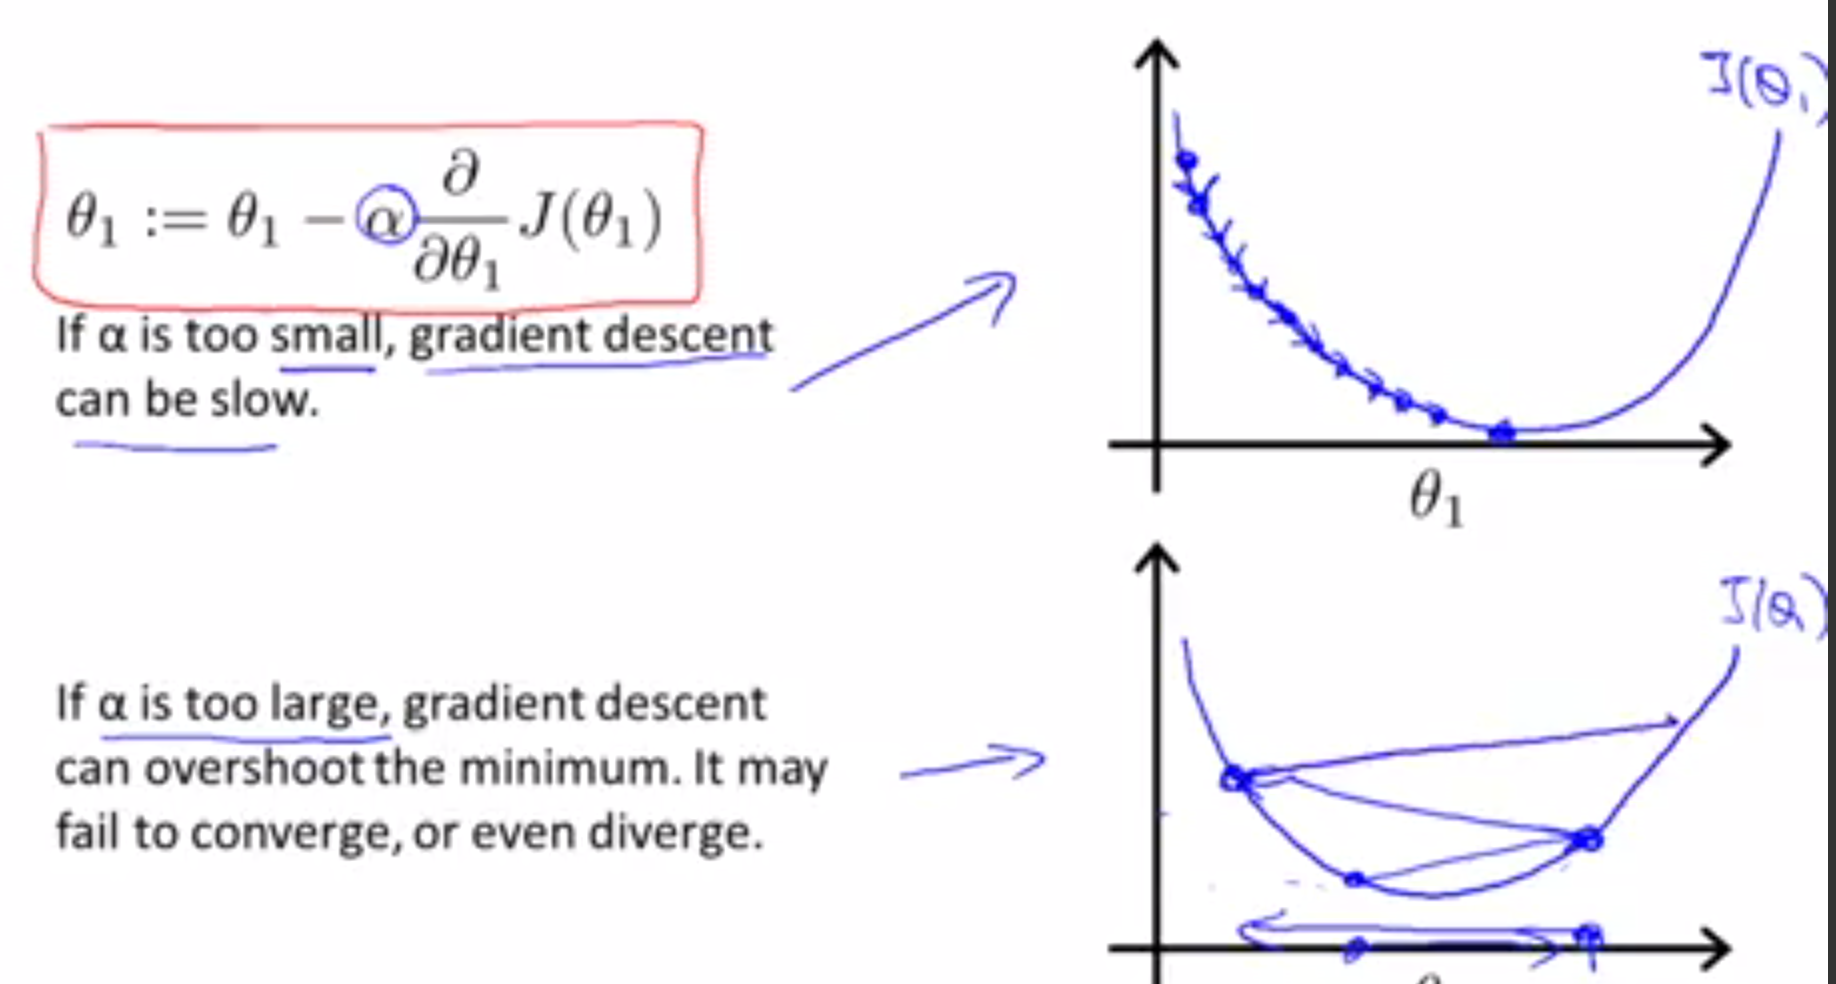 θ₁ := θ₁ − α ∂/∂θ₁ J(θ₁)
If α is too small, gradient descent
can be slow.
J(θ₁)
θ₁
If α is too large, gradient descent
can overshoot the minimum. It may
fail to converge, or even diverge.
J(θ₁)